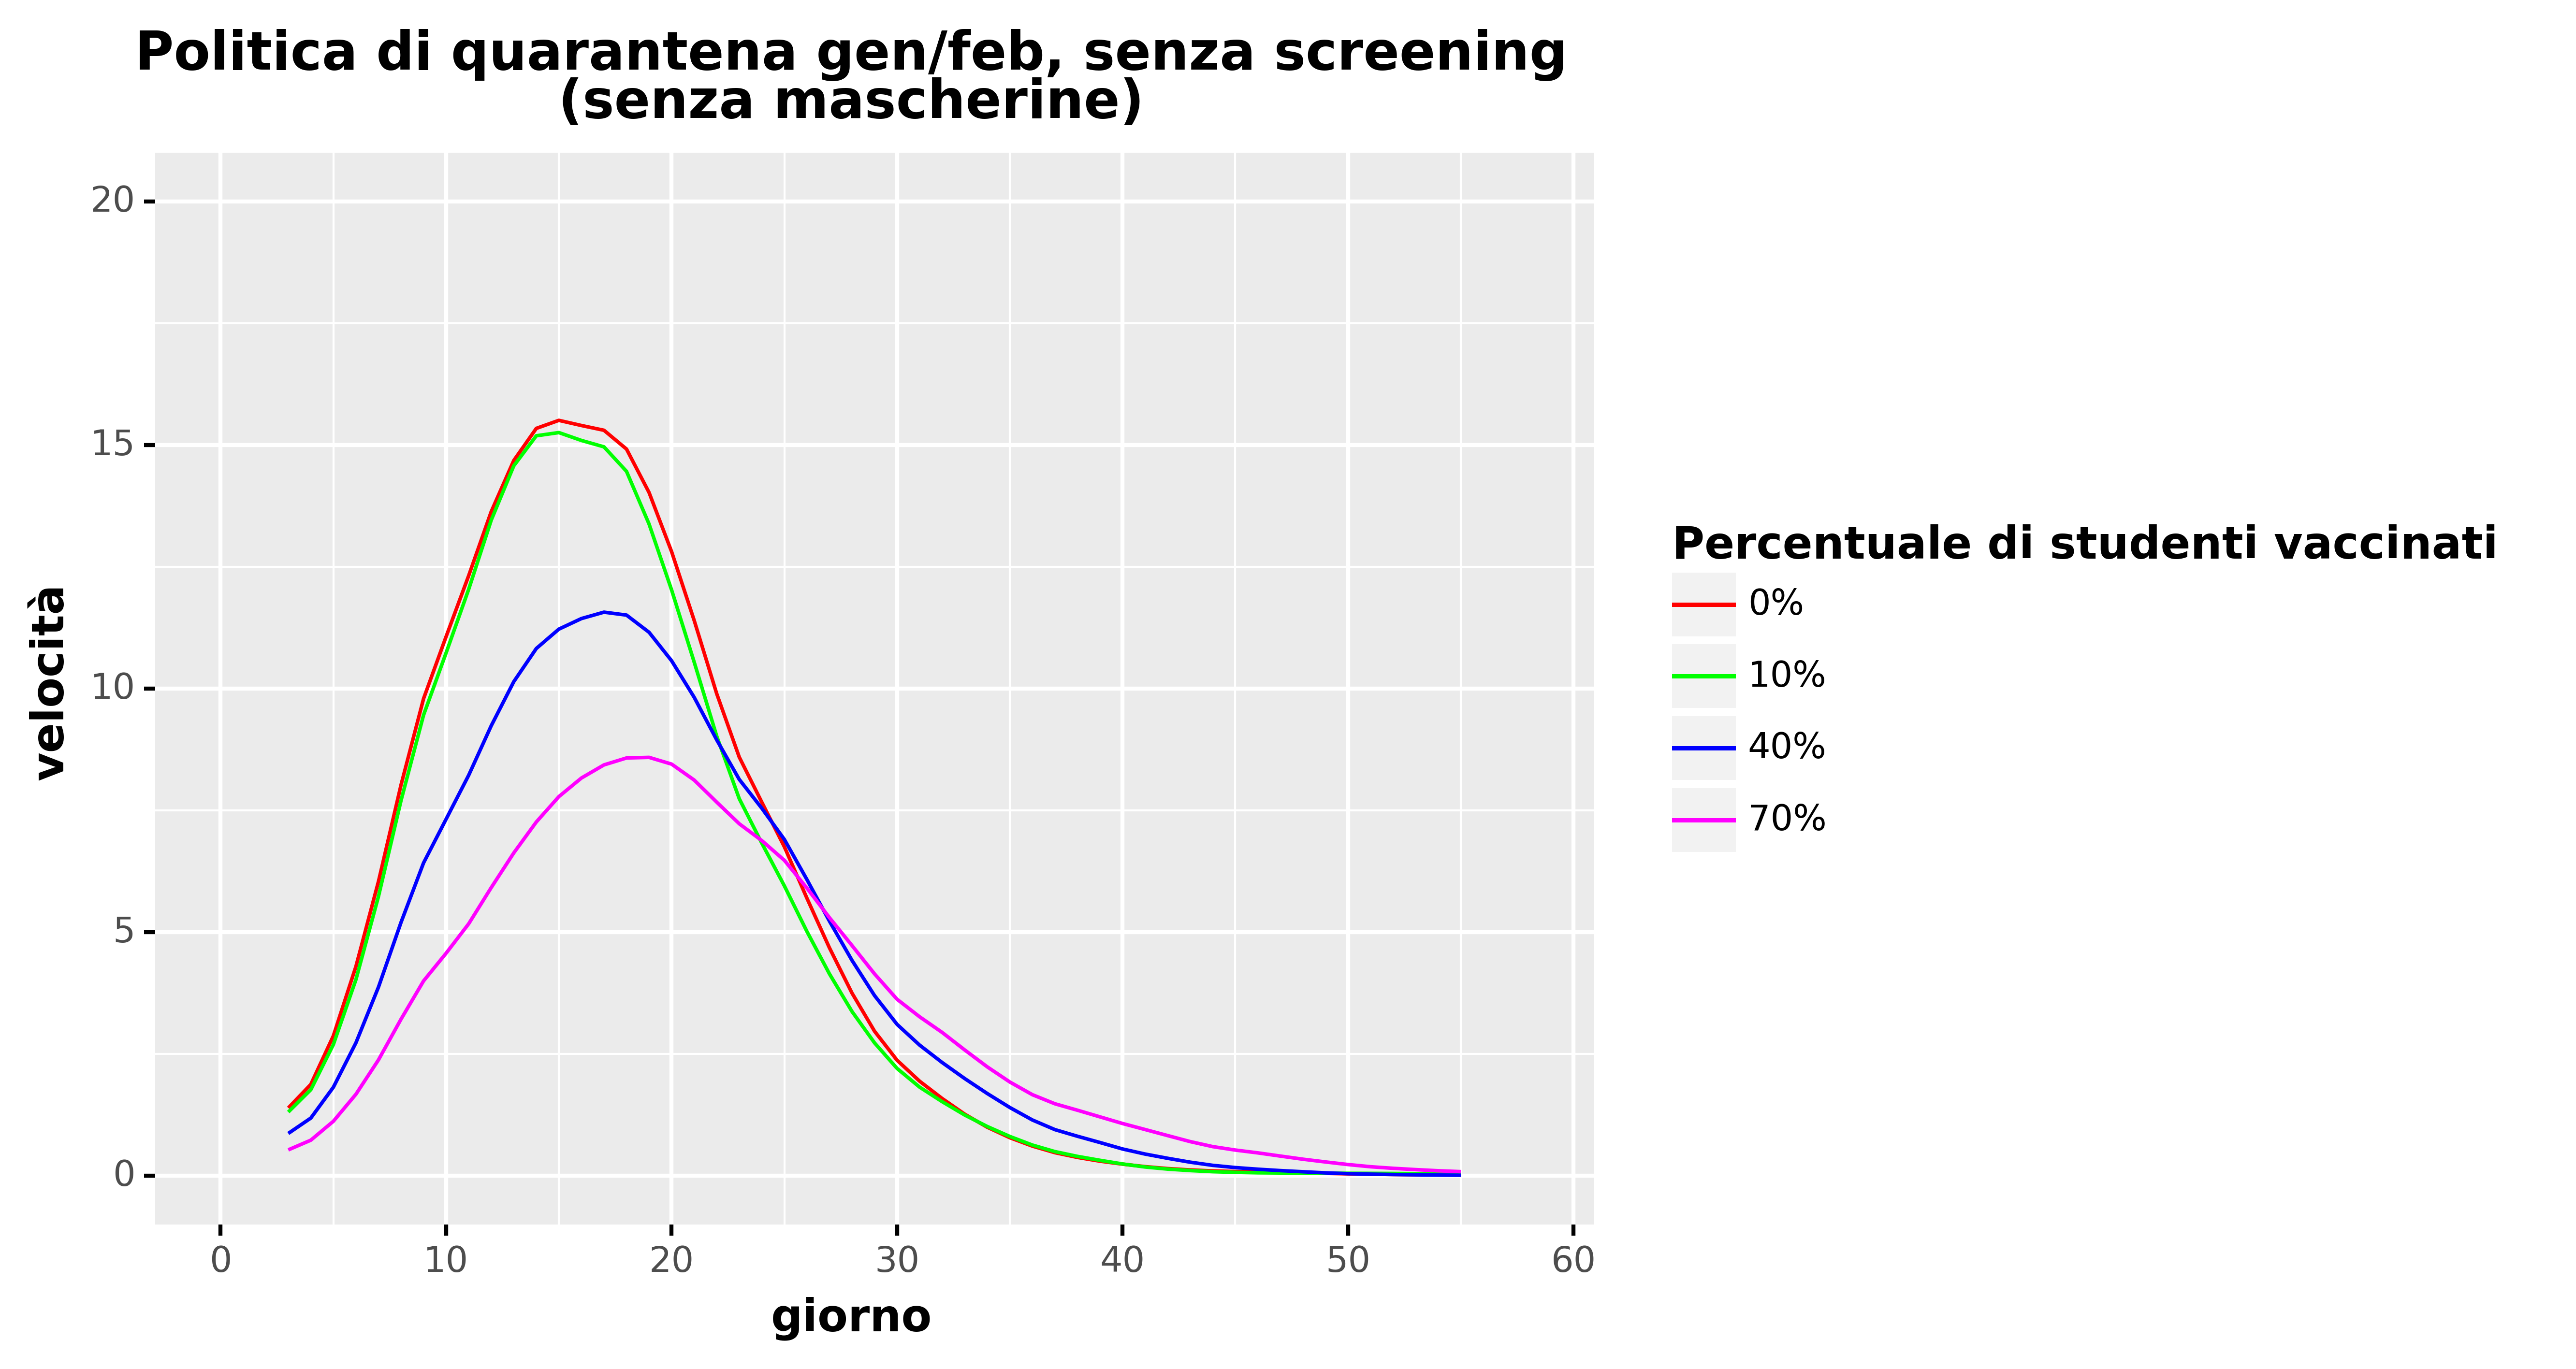 Politica di quarantena gen/feb, senza screening
(senza mascherine)
velocità
20
15
10
5
0
0 10 20 30 40 50 60
giorno
Percentuale di studenti vaccinati
0%
10%
40%
70%